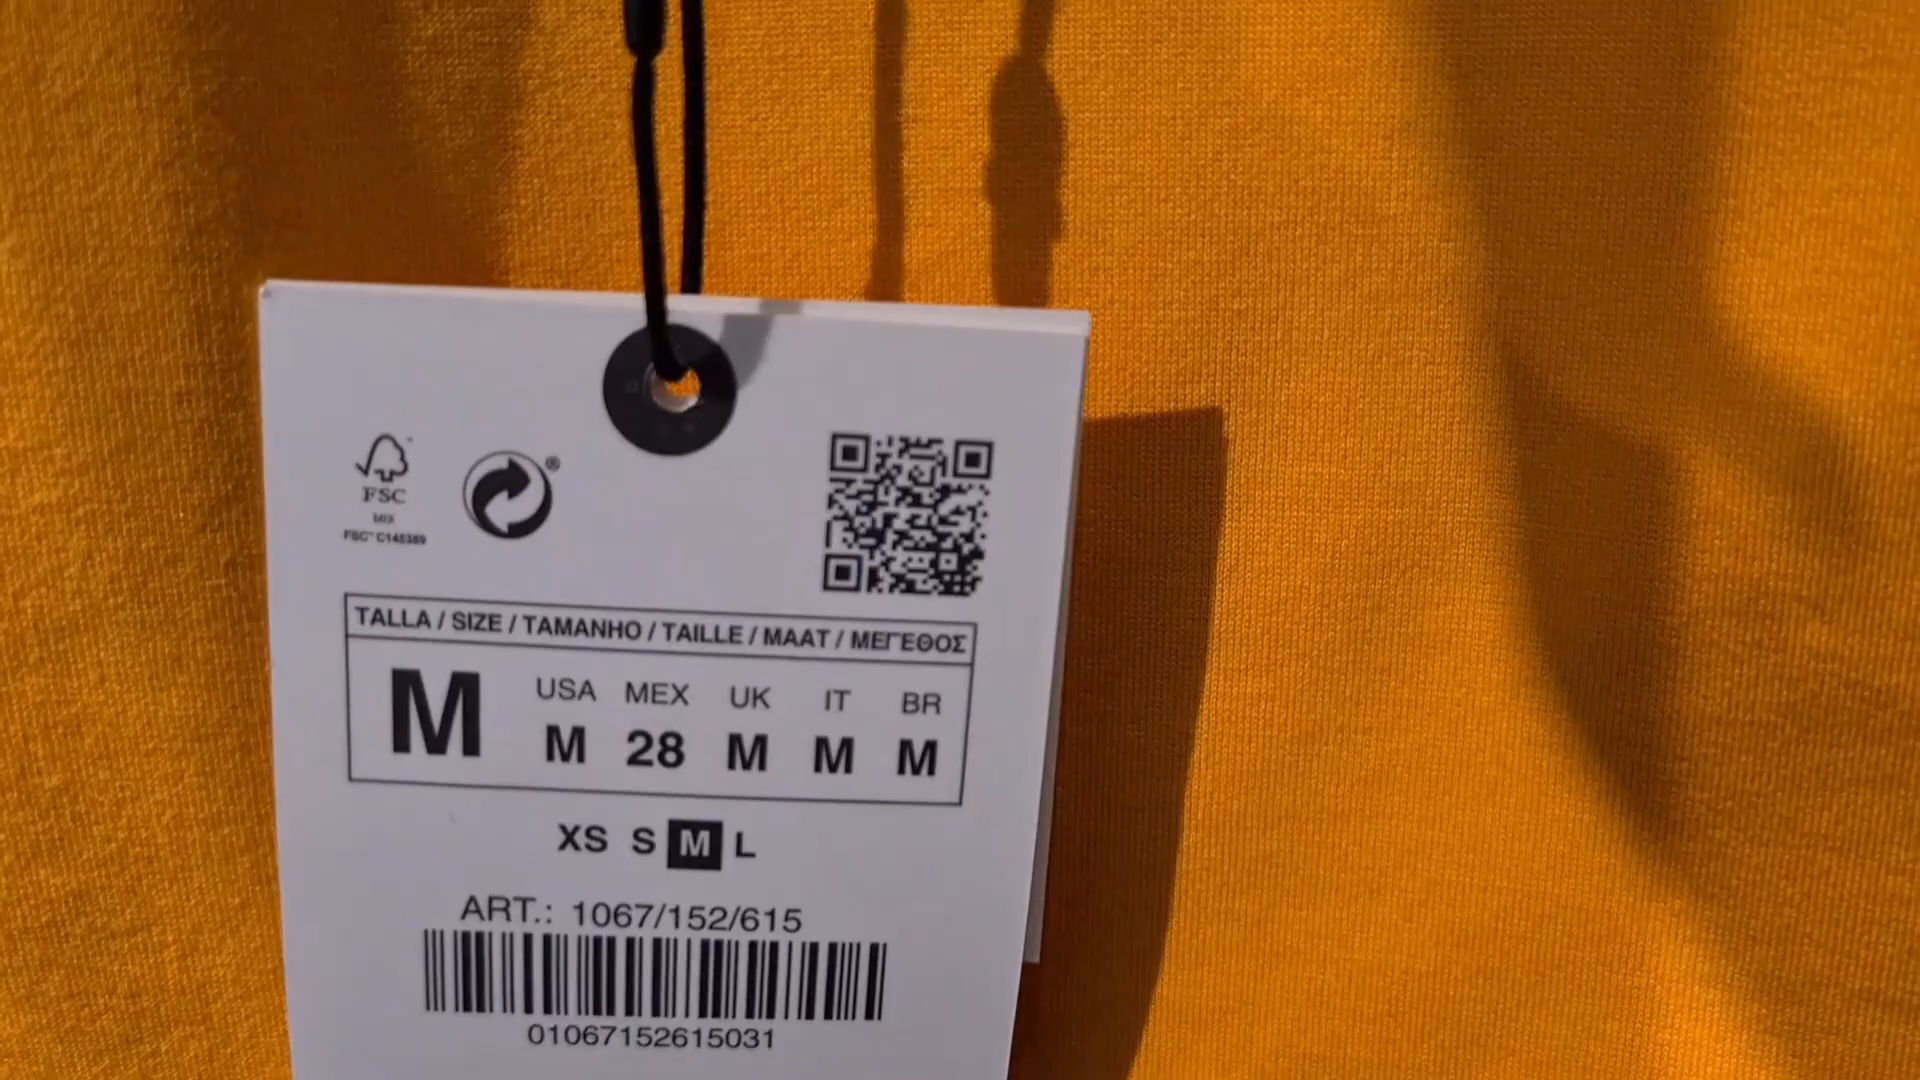 FSC
MIX
FSC™ C145389
®
TALLA / SIZE / TAMANHO / TAILLE / MAAT / ΜΕΓΕΘΟΣ
M
USA MEX UK IT BR
M 28 M M M
XS S M L
ART.: 1067/152/615
01067152615031